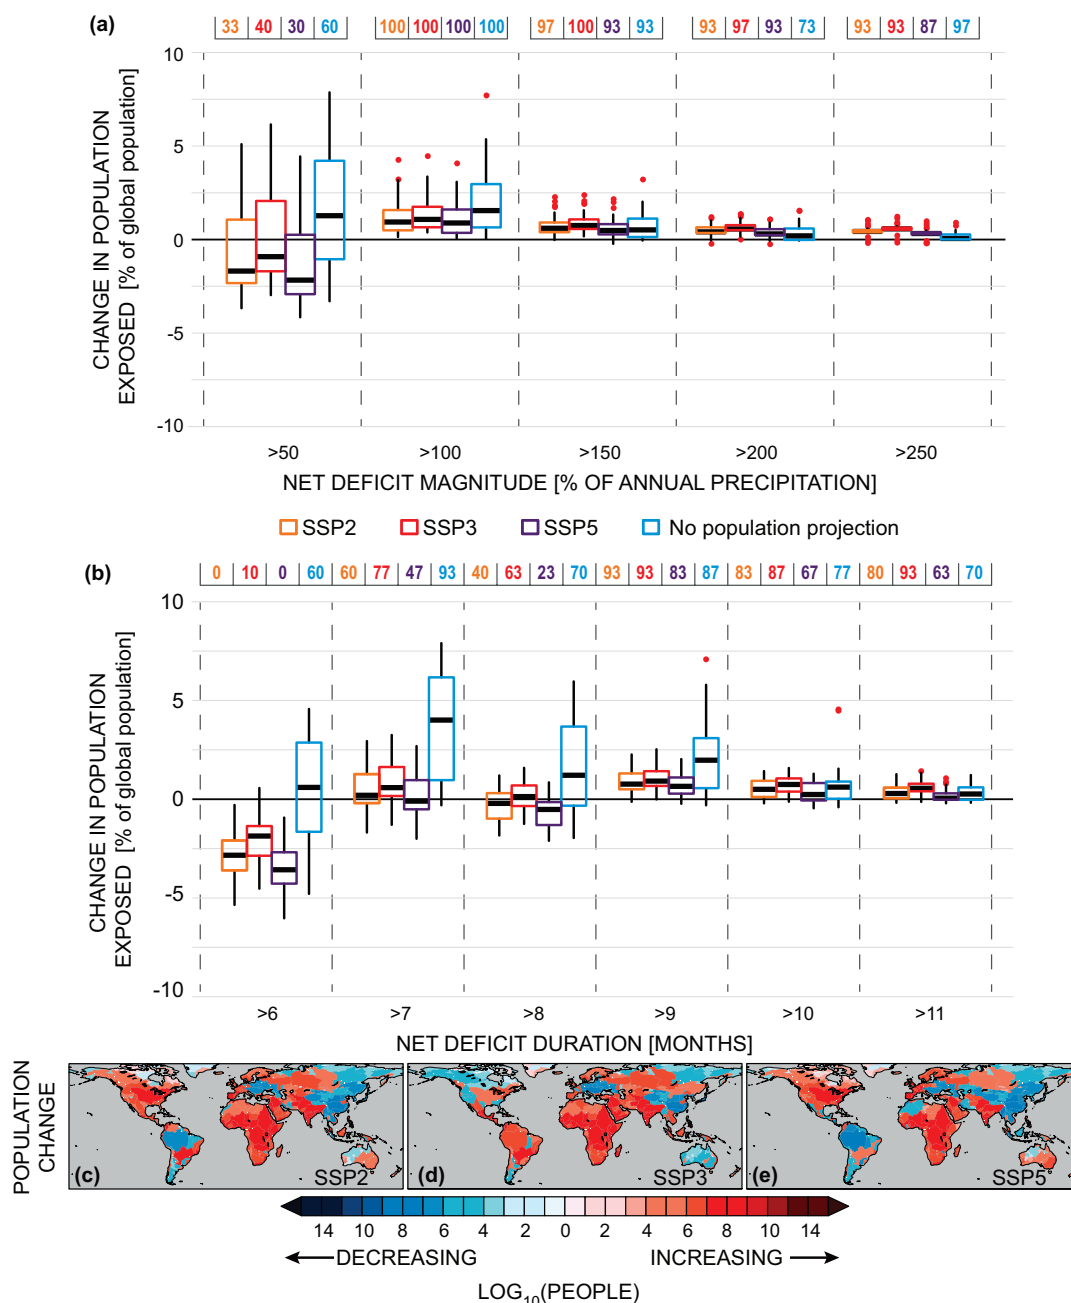 (a)
33 40 30 60 100 100 100 100 97 100 93 93 93 97 93 73 93 93 87 97
CHANGE IN POPULATION
EXPOSED [% of global population]
10
5
0
-5
-10
>50 >100 >150 >200 >250
NET DEFICIT MAGNITUDE [% OF ANNUAL PRECIPITATION]
SSP2 SSP3 SSP5 No population projection
(b)
0 10 0 60 60 77 47 93 40 63 23 70 93 93 83 87 83 87 67 77 80 93 63 70
CHANGE IN POPULATION
EXPOSED [% of global population]
10
5
0
-5
-10
>6 >7 >8 >9 >10 >11
NET DEFICIT DURATION [MONTHS]
POPULATION
CHANGE
(c) SSP2 (d) SSP3 (e) SSP5
14 10 8 6 4 2 0 2 4 6 8 10 14
DECREASING INCREASING
LOG10(PEOPLE)